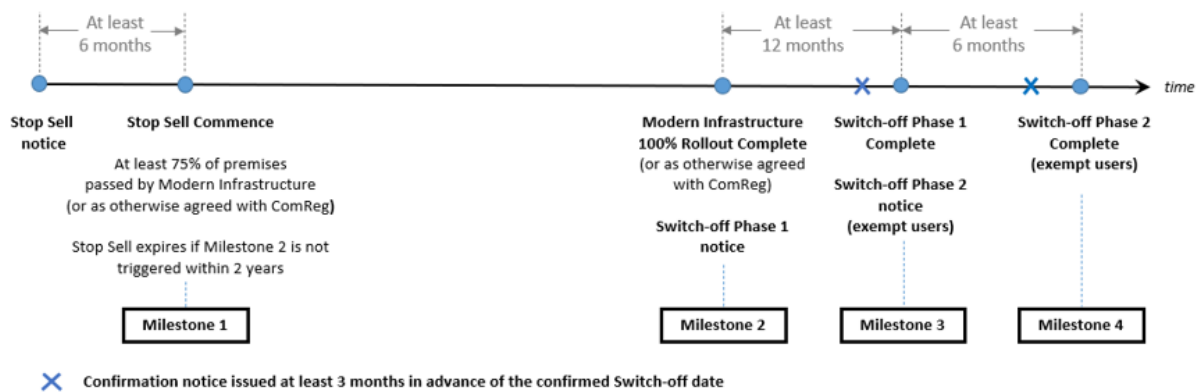 At least
6 months
At least
12 months
At least
6 months
time
Stop Sell
notice
Stop Sell Commence
At least 75% of premises
passed by Modern Infrastructure
(or as otherwise agreed with ComReg)
Stop Sell expires if Milestone 2 is not
triggered within 2 years
Milestone 1
Modern Infrastructure
100% Rollout Complete
(or as otherwise agreed
with ComReg)
Switch-off Phase 1
notice
Milestone 2
Switch-off Phase 1
Complete
Switch-off Phase 2
notice
(exempt users)
Milestone 3
Switch-off Phase 2
Complete
(exempt users)
Milestone 4
Confirmation notice issued at least 3 months in advance of the confirmed Switch-off date